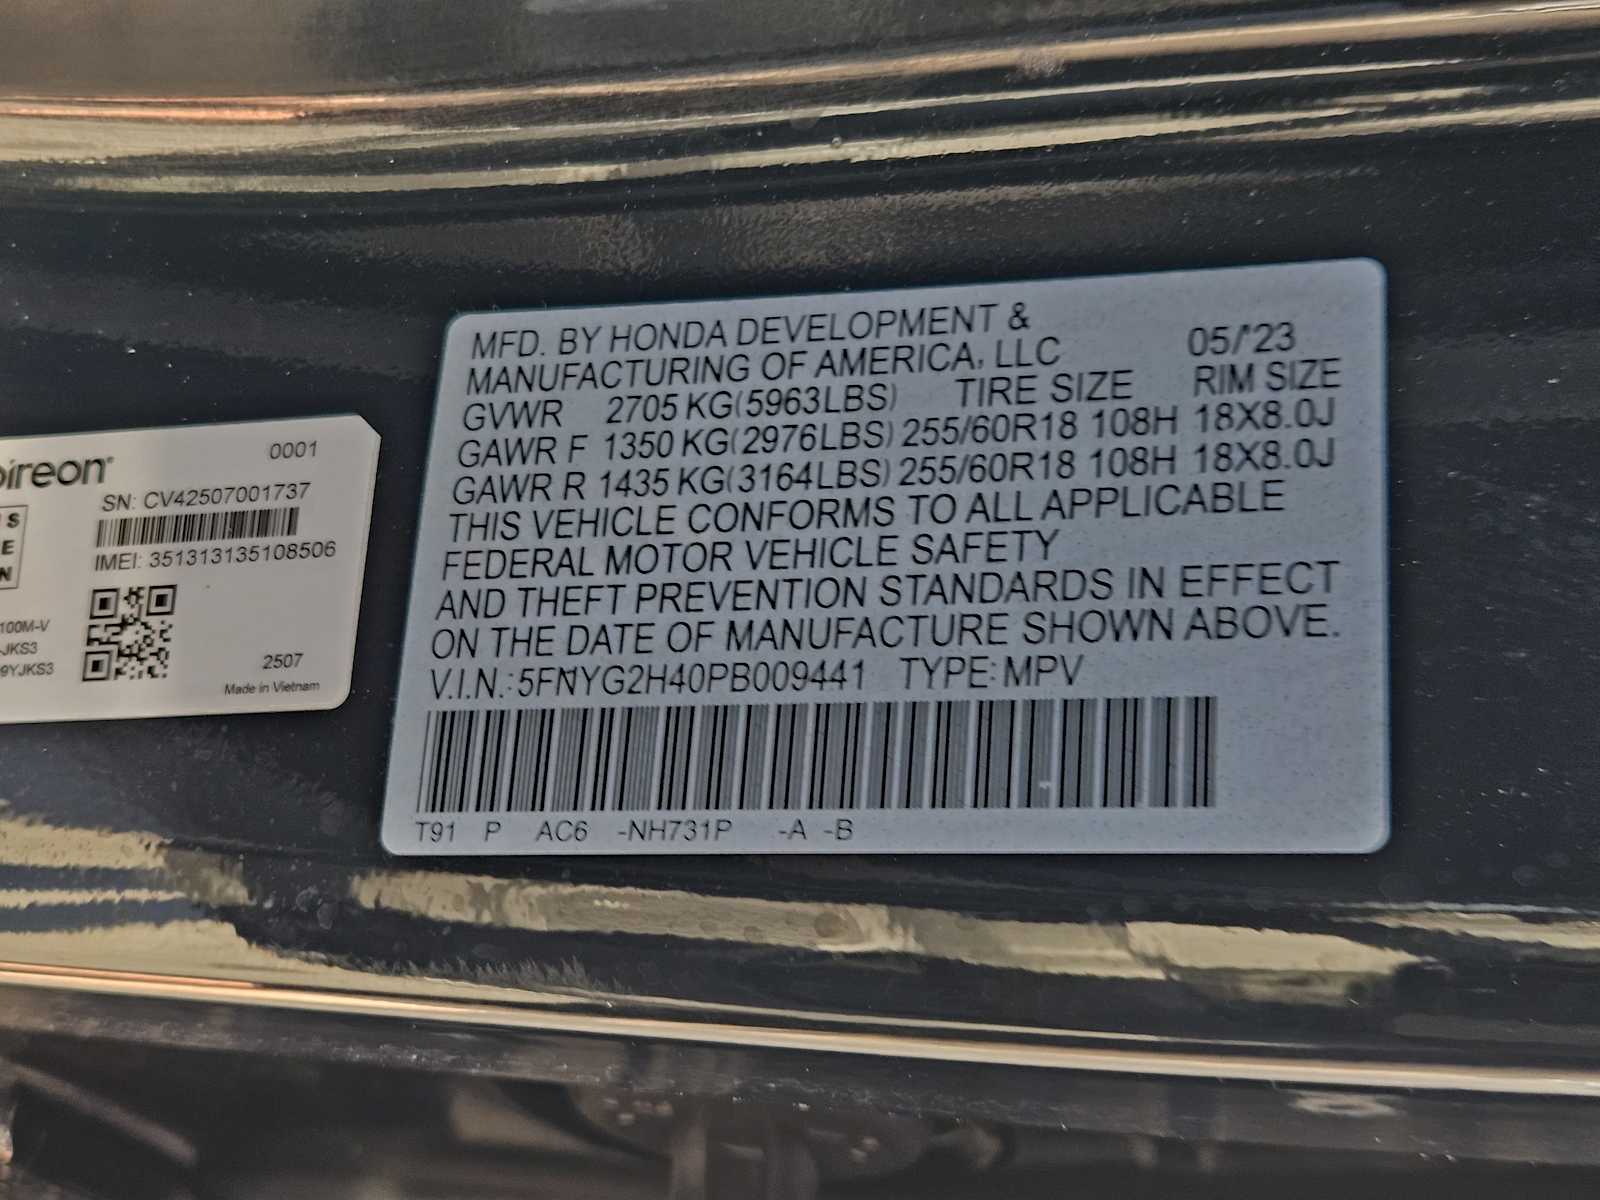 MFD. BY HONDA DEVELOPMENT &
MANUFACTURING OF AMERICA, LLC 05/'23
GVWR 2705 KG(5963LBS) TIRE SIZE RIM SIZE
GAWR F 1350 KG(2976LBS) 255/60R18 108H 18X8.0J
GAWR R 1435 KG(3164LBS) 255/60R18 108H 18X8.0J
THIS VEHICLE CONFORMS TO ALL APPLICABLE
FEDERAL MOTOR VEHICLE SAFETY
AND THEFT PREVENTION STANDARDS IN EFFECT
ON THE DATE OF MANUFACTURE SHOWN ABOVE.
V.I.N.: 5FNYG2H40PB009441 TYPE: MPV
T91 P AC6 -NH731P -A -B
0001
SN: CV42507001737
IMEI: 351313135108506
100M-V
JKS3
9YJKS3
2507
Made in Vietnam